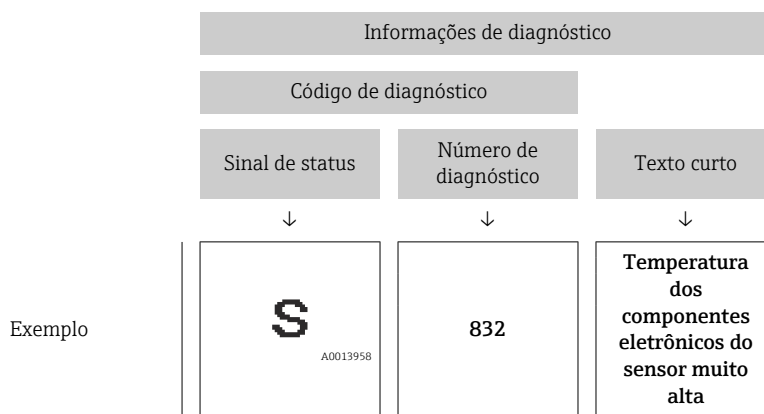 Informações de diagnóstico
Código de diagnóstico
Sinal de status
Número de
diagnóstico
Texto curto
↓ ↓ ↓
Exemplo
S
A0013958
832
Temperatura
dos
componentes
eletrônicos do
sensor muito
alta